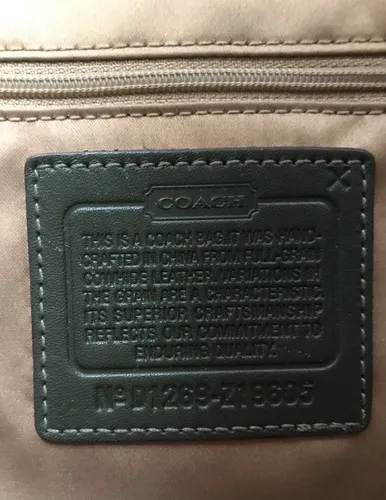 COACH
THIS IS A COACH BAG.IT WAS HAND-
CRAFTED IN CHINA FROM FULL-GRAIN
COWHIDE LEATHER. VARIATIONS IN
THE GRAIN ARE A CHARACTERISTIC.
ITS SUPERIOR CRAFTSMANSHIP
REFLECTS OUR COMMITMENT TO
ENDURING QUALITY.
Nº D1269-Z19605